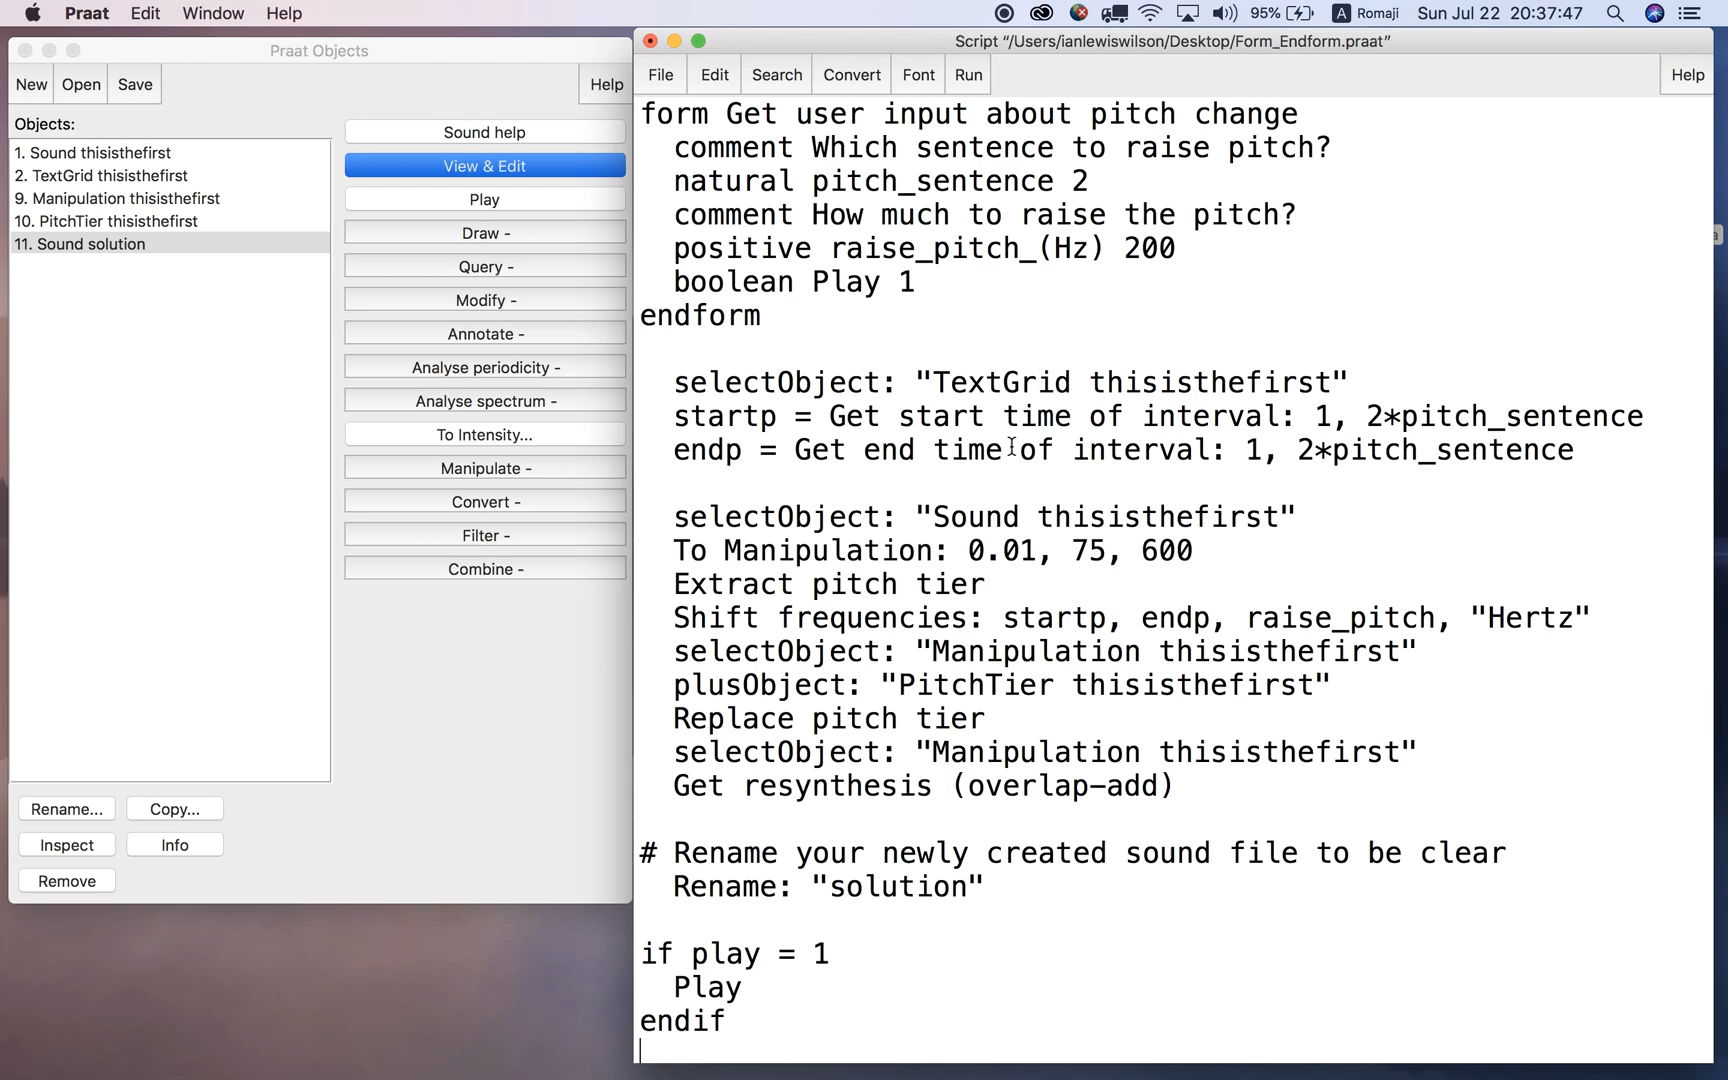 Praat Edit Window Help
95% A Romaji Sun Jul 22 20:37:47
Praat Objects
New Open Save Help
Objects:
1. Sound thisisthefirst
2. TextGrid thisisthefirst
9. Manipulation thisisthefirst
10. PitchTier thisisthefirst
11. Sound solution
Sound help
View & Edit
Play
Draw -
Query -
Modify -
Annotate -
Analyse periodicity -
Analyse spectrum -
To Intensity...
Manipulate -
Convert -
Filter -
Combine -
Rename... Copy...
Inspect Info
Remove
Script “/Users/ianlewiswilson/Desktop/Form_Endform.praat”
File Edit Search Convert Font Run Help
form Get user input about pitch change
comment Which sentence to raise pitch?
natural pitch_sentence 2
comment How much to raise the pitch?
positive raise_pitch_(Hz) 200
boolean Play 1
endform
selectObject: "TextGrid thisisthefirst"
startp = Get start time of interval: 1, 2*pitch_sentence
endp = Get end time of interval: 1, 2*pitch_sentence
selectObject: "Sound thisisthefirst"
To Manipulation: 0.01, 75, 600
Extract pitch tier
Shift frequencies: startp, endp, raise_pitch, "Hertz"
selectObject: "Manipulation thisisthefirst"
plusObject: "PitchTier thisisthefirst"
Replace pitch tier
selectObject: "Manipulation thisisthefirst"
Get resynthesis (overlap-add)
# Rename your newly created sound file to be clear
Rename: "solution"
if play = 1
Play
endif